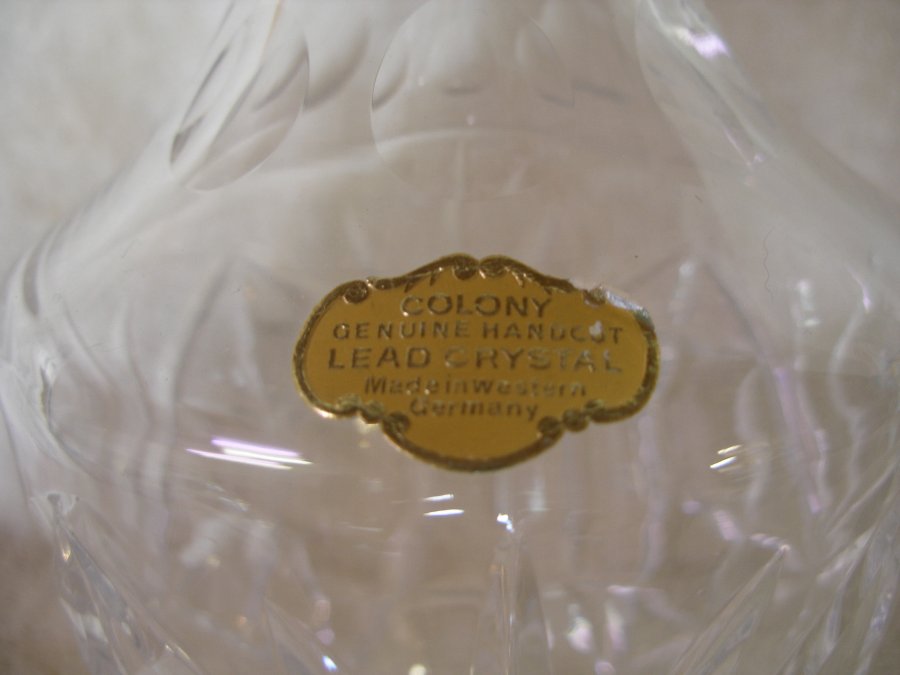 COLONY
GENUINE HANDCUT
LEAD CRYSTAL
Made in Western
Germany